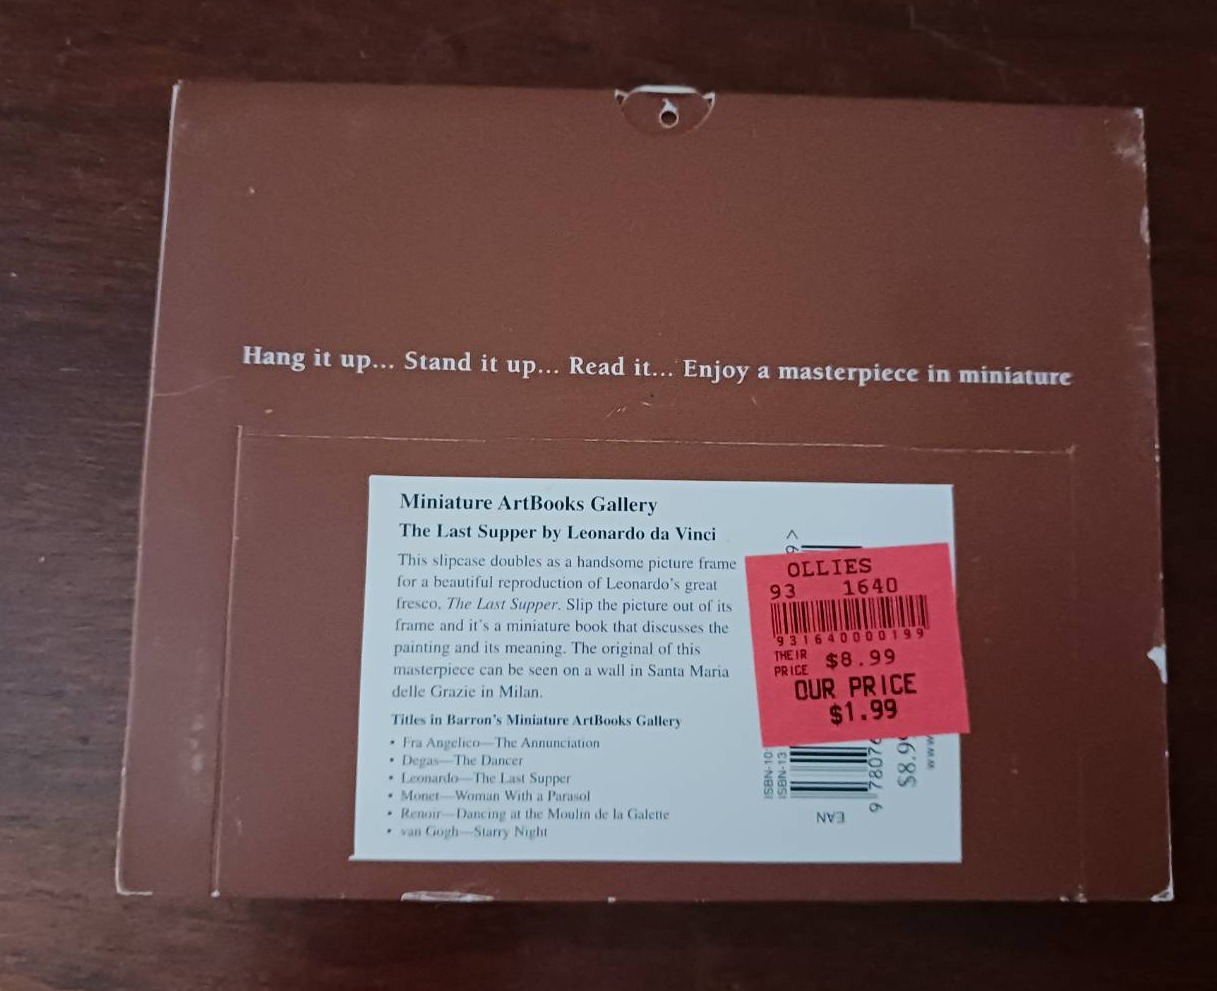 Hang it up... Stand it up... Read it... Enjoy a masterpiece in miniature
Miniature ArtBooks Gallery
The Last Supper by Leonardo da Vinci
This slipcase doubles as a handsome picture frame
for a beautiful reproduction of Leonardo's great
fresco, The Last Supper. Slip the picture out of its
frame and it's a miniature book that discusses the
painting and its meaning. The original of this
masterpiece can be seen on a wall in Santa Maria
delle Grazie in Milan.
Titles in Barron's Miniature ArtBooks Gallery
• Fra Angelico—The Annunciation
• Degas—The Dancer
• Leonardo—The Last Supper
• Monet—Woman With a Parasol
• Renoir—Dancing at the Moulin de la Galette
• van Gogh—Starry Night
OLLIES
93 1640
931640000199
THEIR PRICE $8.99
OUR PRICE
$1.99
ISBN-10:
ISBN-13
EAN
9 78076
$8.9
www